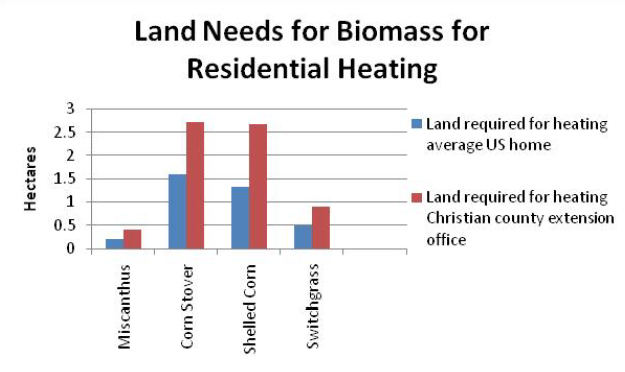 Land Needs for Biomass for
Residential Heating
3
2.5
2
1.5
1
0.5
0
Hectares
Miscanthus
Corn Stover
Shelled Corn
Switchgrass
Land required for heating
average US home
Land required for heating
Christian county extension
office